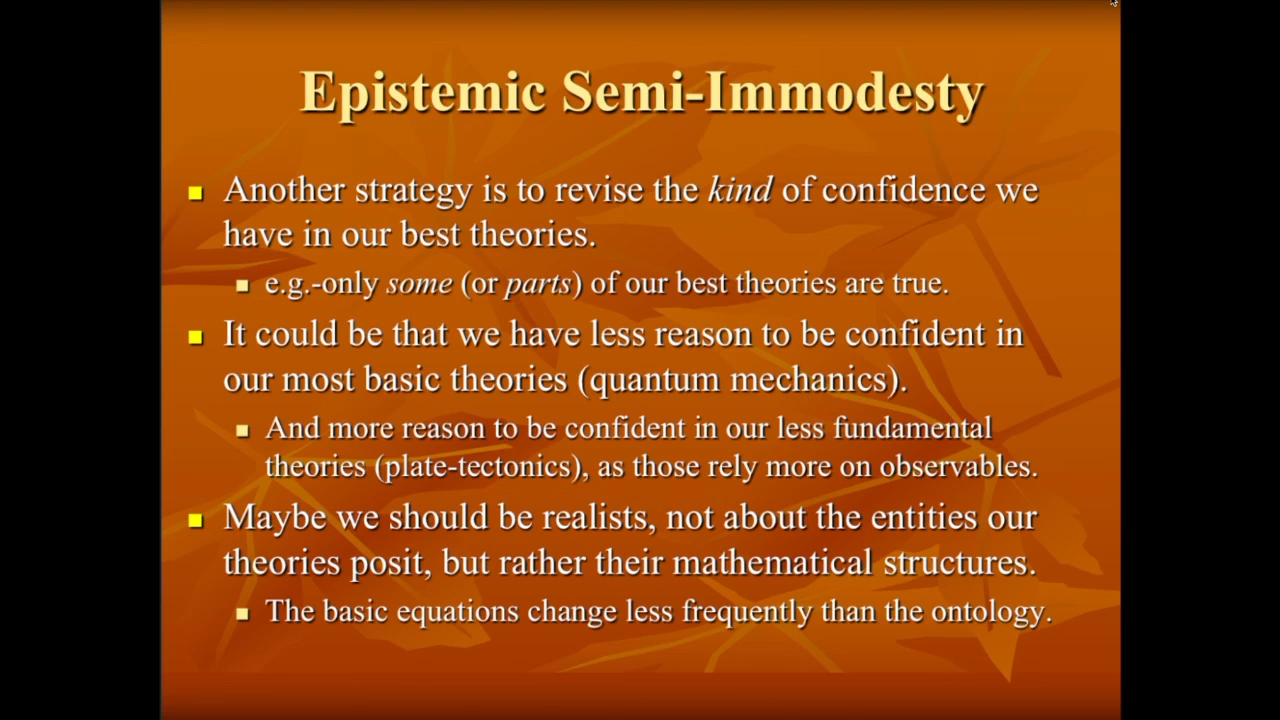 Epistemic Semi-Immodesty
Another strategy is to revise the kind of confidence we
have in our best theories.
e.g.-only some (or parts) of our best theories are true.
It could be that we have less reason to be confident in
our most basic theories (quantum mechanics).
And more reason to be confident in our less fundamental
theories (plate-tectonics), as those rely more on observables.
Maybe we should be realists, not about the entities our
theories posit, but rather their mathematical structures.
The basic equations change less frequently than the ontology.